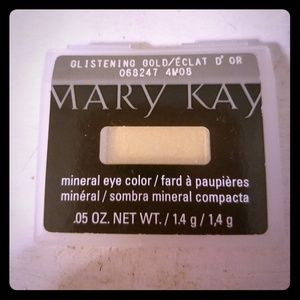 GLISTENING GOLD/ÉCLAT D'OR
068247 4W08
MARY KAY
mineral eye color / fard à paupières
minéral / sombra mineral compacta
.05 OZ. NET WT. / 1.4 g / 1,4 g